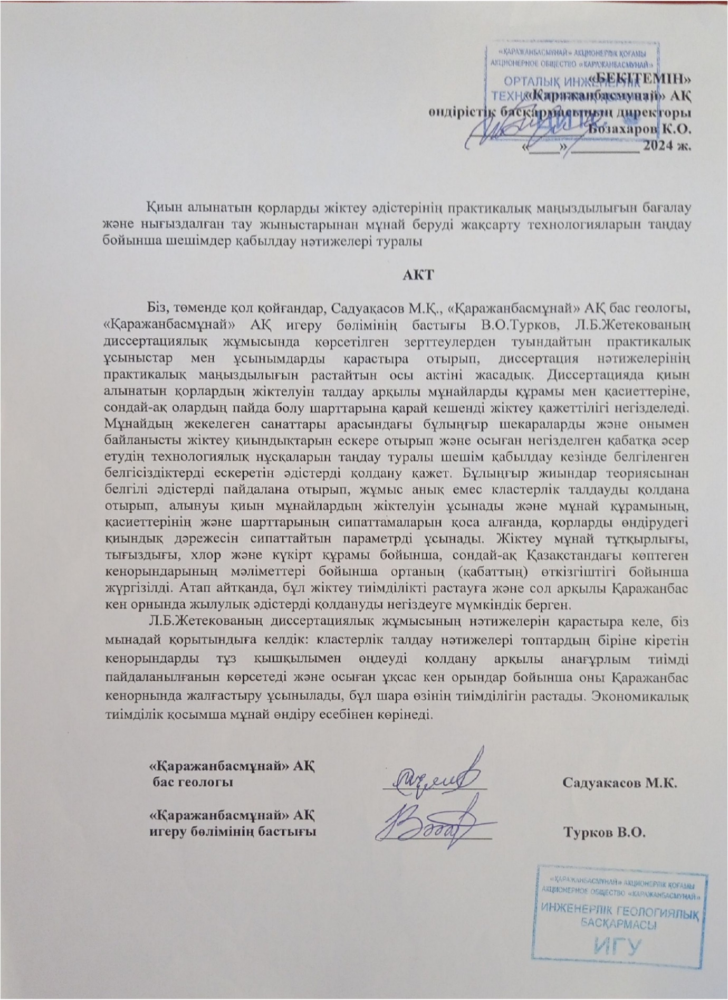 «ҚАРАЖАНБАСМҰНАЙ» АКЦИОНЕРЛІК ҚОҒАМЫ
АКЦИОНЕРНОЕ ОБЩЕСТВО «КАРАЖАНБАСМУНАЙ»
ОРТАЛЫҚ ИНЖЕНЕРЛІК
«БЕКІТЕМІН»
«Қаражанбасмұнай» АҚ
өндірістік басқармасының директоры
Бозахаров К.О.
«____» __________ 2024 ж.
Қиын алынатын қорларды жіктеу әдістерінің практикалық маңыздылығын бағалау
және нығыздалған тау жыныстарынан мұнай беруді жақсарту технологияларын таңдау
бойынша шешімдер қабылдау нәтижелері туралы
АКТ
Біз, төменде қол қойғандар, Садуақасов М.Қ., «Қаражанбасмұнай» АҚ бас геологы,
«Қаражанбасмұнай» АҚ игеру бөлімінің бастығы В.О.Турков, Л.Б.Жетекованың
диссертациялық жұмысында көрсетілген зерттеулерден туындайтын практикалық
ұсыныстар мен ұсынымдарды қарастыра отырып, диссертация нәтижелерінің
практикалық маңыздылығын растайтын осы актіні жасадық. Диссертацияда қиын
алынатын қорлардың жіктелуін талдау арқылы мұнайларды құрамы мен қасиеттеріне,
сондай-ақ олардың пайда болу шарттарына қарай кешенді жіктеу қажеттілігі негізделеді.
Мұнайдың жекелеген санаттары арасындағы бұлыңғыр шекараларды және онымен
байланысты жіктеу қиындықтарын ескере отырып және осыған негізделген қабатқа әсер
етудің технологиялық нұсқаларын таңдау туралы шешім қабылдау кезінде белгіленген
белгісіздіктерді ескеретін әдістерді қолдану қажет. Бұлыңғыр жиындар теориясынан
белгілі әдістерді пайдалана отырып, жұмыс анық емес кластерлік талдауды қолдана
отырып, алынуы қиын мұнайлардың жіктелуін ұсынады және мұнай құрамының,
қасиеттерінің және шарттарының сипаттамаларын қоса алғанда, қорларды өндірудегі
қиындық дәрежесін сипаттайтын параметрді ұсынады. Жіктеу мұнай тұтқырлығы,
тығыздығы, хлор және күкірт құрамы бойынша, сондай-ақ Қазақстандағы көптеген
кенорындарының мәліметтері бойынша ортаның (қабаттың) өткізгіштігі бойынша
жүргізілді. Атап айтқанда, бұл жіктеу тиімділікті растауға және сол арқылы Қаражанбас
кен орнында жылулық әдістерді қолдануды негіздеуге мүмкіндік берген.
Л.Б.Жетекованың диссертациялық жұмысының нәтижелерін қарастыра келе, біз
мынадай қорытындыға келдік: кластерлік талдау нәтижелері топтардың біріне кіретін
кенорындарды тұз қышқылымен өңдеуді қолдану арқылы анағұрлым тиімді
пайдаланылғанын көрсетеді және осыған ұқсас кен орындар бойынша оны Қаражанбас
кенорнында жалғастыру ұсынылады, бұл шара өзінің тиімділігін растады. Экономикалық
тиімділік қосымша мұнай өндіру есебінен көрінеді.
«Қаражанбасмұнай» АҚ
бас геологы Садуакасов М.К.
«Қаражанбасмұнай» АҚ
игеру бөлімінің бастығы Турков В.О.
«ҚАРАЖАНБАСМҰНАЙ» АКЦИОНЕРЛІК ҚОҒАМЫ
АКЦИОНЕРНОЕ ОБЩЕСТВО «КАРАЖАНБАСМУНАЙ»
ИНЖЕНЕРЛІК ГЕОЛОГИЯЛЫҚ
БАСҚАРМАСЫ
ИГУ